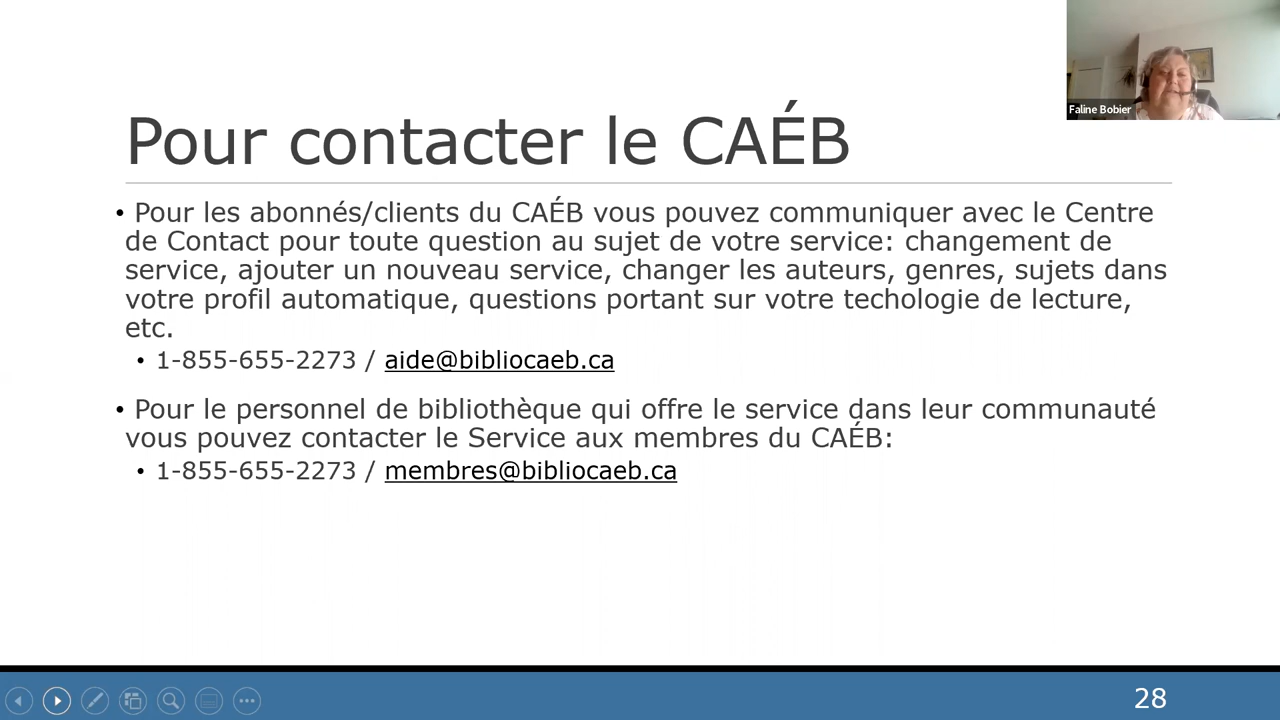 Faline Bobier
Pour contacter le CAÉB
• Pour les abonnés/clients du CAÉB vous pouvez communiquer avec le Centre
de Contact pour toute question au sujet de votre service: changement de
service, ajouter un nouveau service, changer les auteurs, genres, sujets dans
votre profil automatique, questions portant sur votre techologie de lecture,
etc.
• 1-855-655-2273 / aide@bibliocaeb.ca
• Pour le personnel de bibliothèque qui offre le service dans leur communauté
vous pouvez contacter le Service aux membres du CAÉB:
• 1-855-655-2273 / membres@bibliocaeb.ca
28